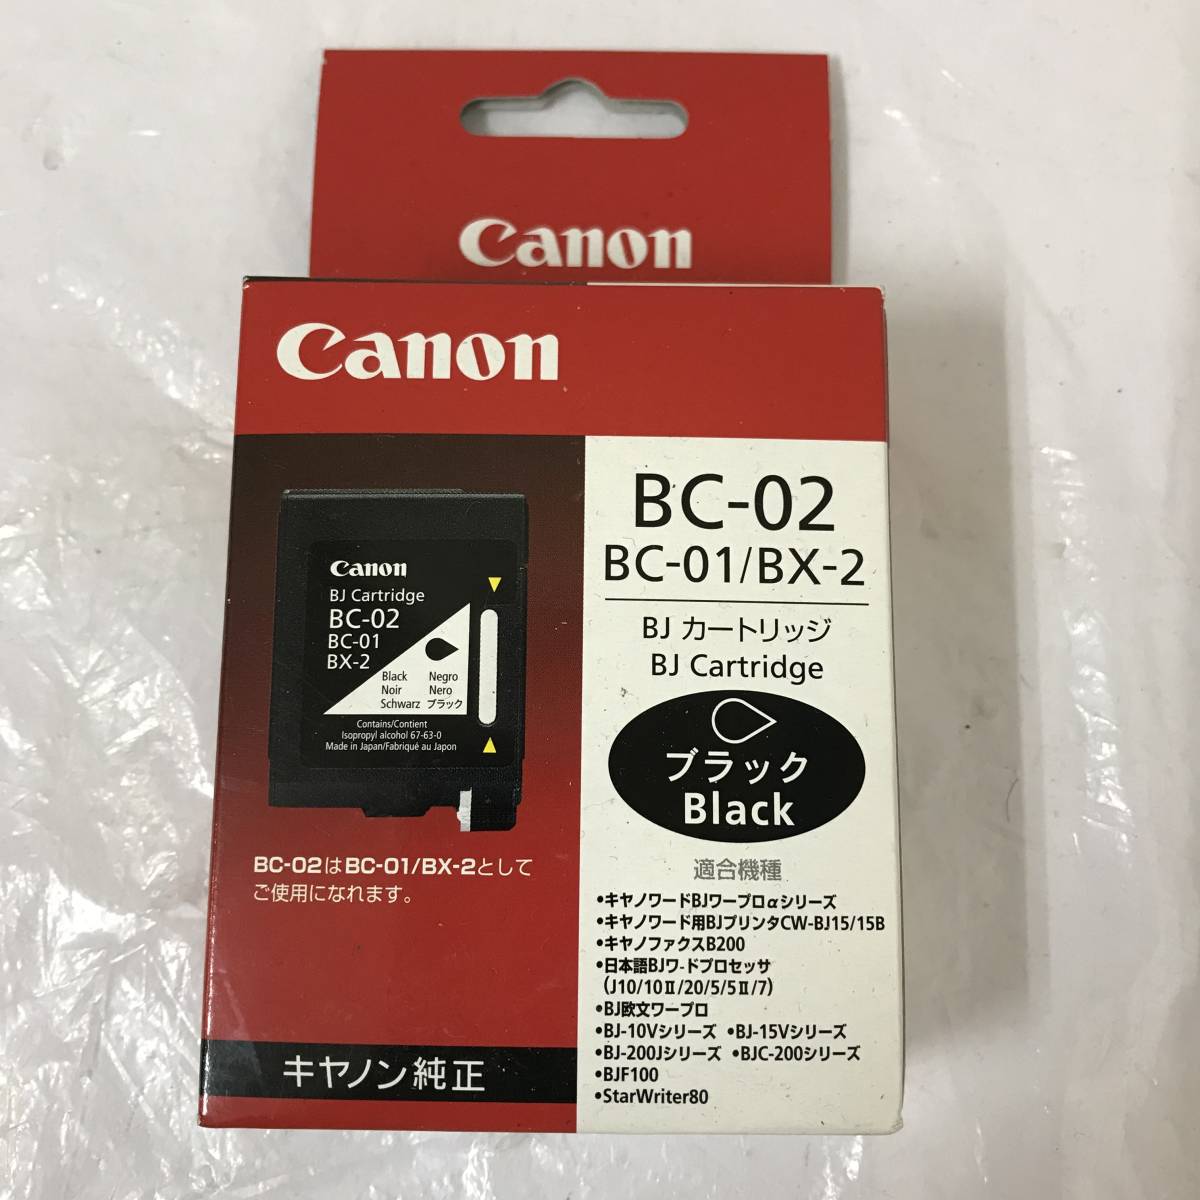 Canon
Canon
Canon
BJ Cartridge
BC-02
BC-01
BX-2
Black Negro
Noir Nero
Schwarz ブラック
Contains/Contient
Isopropyl alcohol 67-63-0
Made in Japan/Fabriqué au Japon
BC-02はBC-01/BX-2として
ご使用になれます。
キヤノン純正
BC-02
BC-01/BX-2
BJ カートリッジ
BJ Cartridge
ブラック
Black
適合機種
•キヤノワードBJワープロαシリーズ
•キヤノワード用BJプリンタCW-BJ15/15B
•キヤノファクスB200
•日本語BJワｰドプロセッサ
(J10/10Ⅱ/20/5/5Ⅱ/7)
•BJ欧文ワープロ
•BJ-10Vシリーズ •BJ-15Vシリーズ
•BJ-200Jシリーズ •BJC-200シリーズ
•BJF100
•StarWriter80